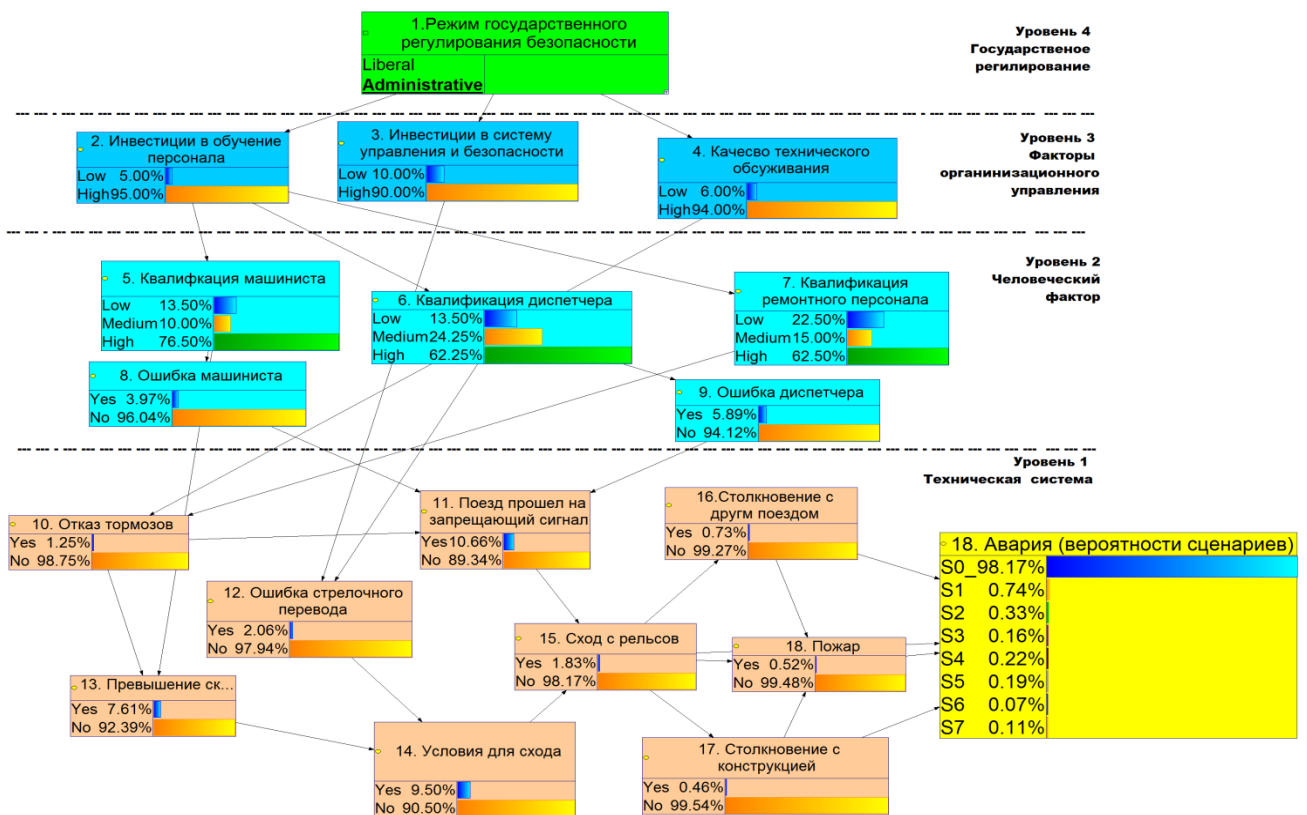 1.Режим государственного
регулирования безопасности
Liberal
Administrative
Уровень 4
Государственое
регилирование
2. Инвестиции в обучение
персонала
Low 5.00%
High95.00%
3. Инвестиции в систему
управления и безопасности
Low 10.00%
High90.00%
4. Качесво технического
обсуживания
Low 6.00%
High94.00%
Уровень 3
Факторы
органинизационного
управления
5. Квалифкация машиниста
Low 13.50%
Medium10.00%
High 76.50%
6. Квалификация диспетчера
Low 13.50%
Medium24.25%
High 62.25%
7. Квалификация
ремонтного персонала
Low 22.50%
Medium15.00%
High 62.50%
Уровень 2
Человеческий
фактор
8. Ошибка машиниста
Yes 3.97%
No 96.04%
9. Ошибка диспетчера
Yes 5.89%
No 94.12%
Уровень 1
Техническая система
10. Отказ тормозов
Yes 1.25%
No 98.75%
11. Поезд прошел на
запрещающий сигнал
Yes10.66%
No 89.34%
16.Столкновение с
другм поездом
Yes 0.73%
No 99.27%
12. Ошибка стрелочного
перевода
Yes 2.06%
No 97.94%
15. Сход с рельсов
Yes 1.83%
No 98.17%
18. Пожар
Yes 0.52%
No 99.48%
18. Авария (вероятности сценариев)
S0_98.17%
S1 0.74%
S2 0.33%
S3 0.16%
S4 0.22%
S5 0.19%
S6 0.07%
S7 0.11%
13. Превышение ск...
Yes 7.61%
No 92.39%
14. Условия для схода
Yes 9.50%
No 90.50%
17. Столкновение с
конструкцией
Yes 0.46%
No 99.54%